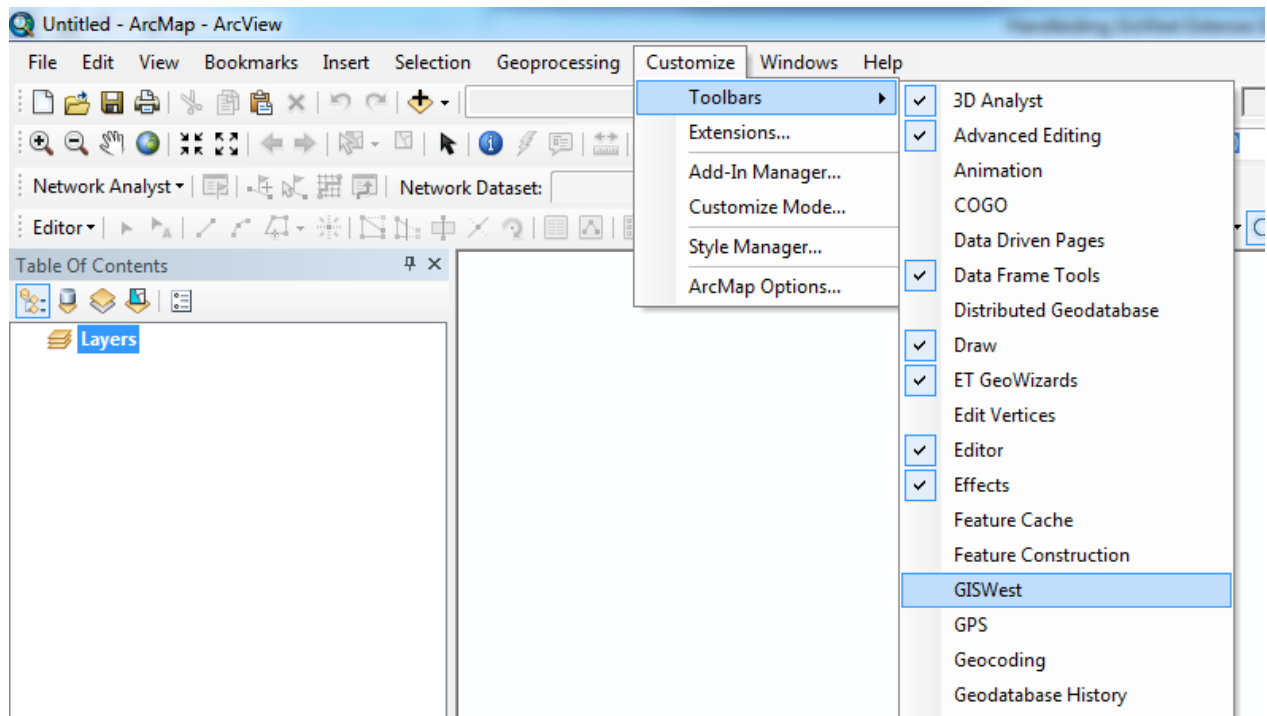 Untitled - ArcMap - ArcView
File Edit View Bookmarks Insert Selection Geoprocessing Customize Windows Help
Network Analyst Network Dataset:
Editor
Table Of Contents
Layers
Toolbars
Extensions...
Add-In Manager...
Customize Mode...
Style Manager...
ArcMap Options...
3D Analyst
Advanced Editing
Animation
COGO
Data Driven Pages
Data Frame Tools
Distributed Geodatabase
Draw
ET GeoWizards
Edit Vertices
Editor
Effects
Feature Cache
Feature Construction
GISWest
GPS
Geocoding
Geodatabase History